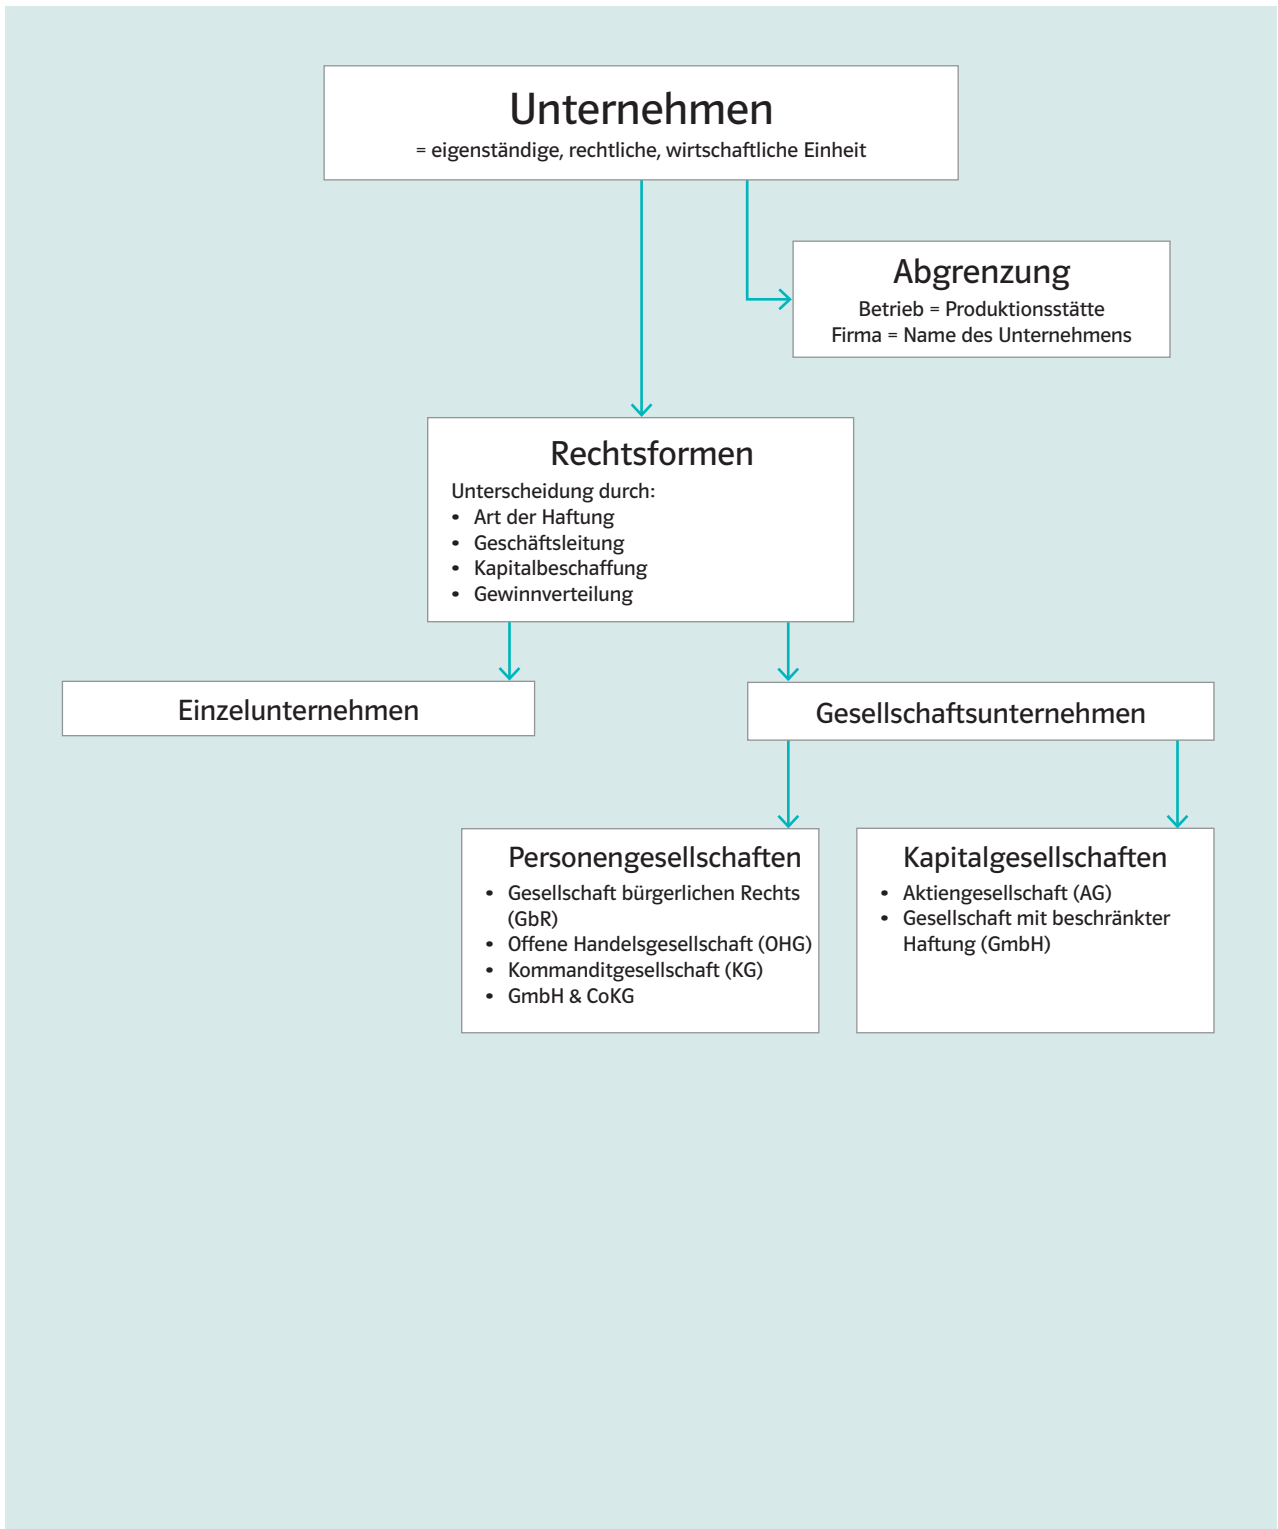 Unternehmen
= eigenständige, rechtliche, wirtschaftliche Einheit
Abgrenzung
Betrieb = Produktionsstätte
Firma = Name des Unternehmens
Rechtsformen
Unterscheidung durch:
• Art der Haftung
• Geschäftsleitung
• Kapitalbeschaffung
• Gewinnverteilung
Einzelunternehmen
Gesellschaftsunternehmen
Personengesellschaften
• Gesellschaft bürgerlichen Rechts
(GbR)
• Offene Handelsgesellschaft (OHG)
• Kommanditgesellschaft (KG)
• GmbH & CoKG
Kapitalgesellschaften
• Aktiengesellschaft (AG)
• Gesellschaft mit beschränkter
Haftung (GmbH)